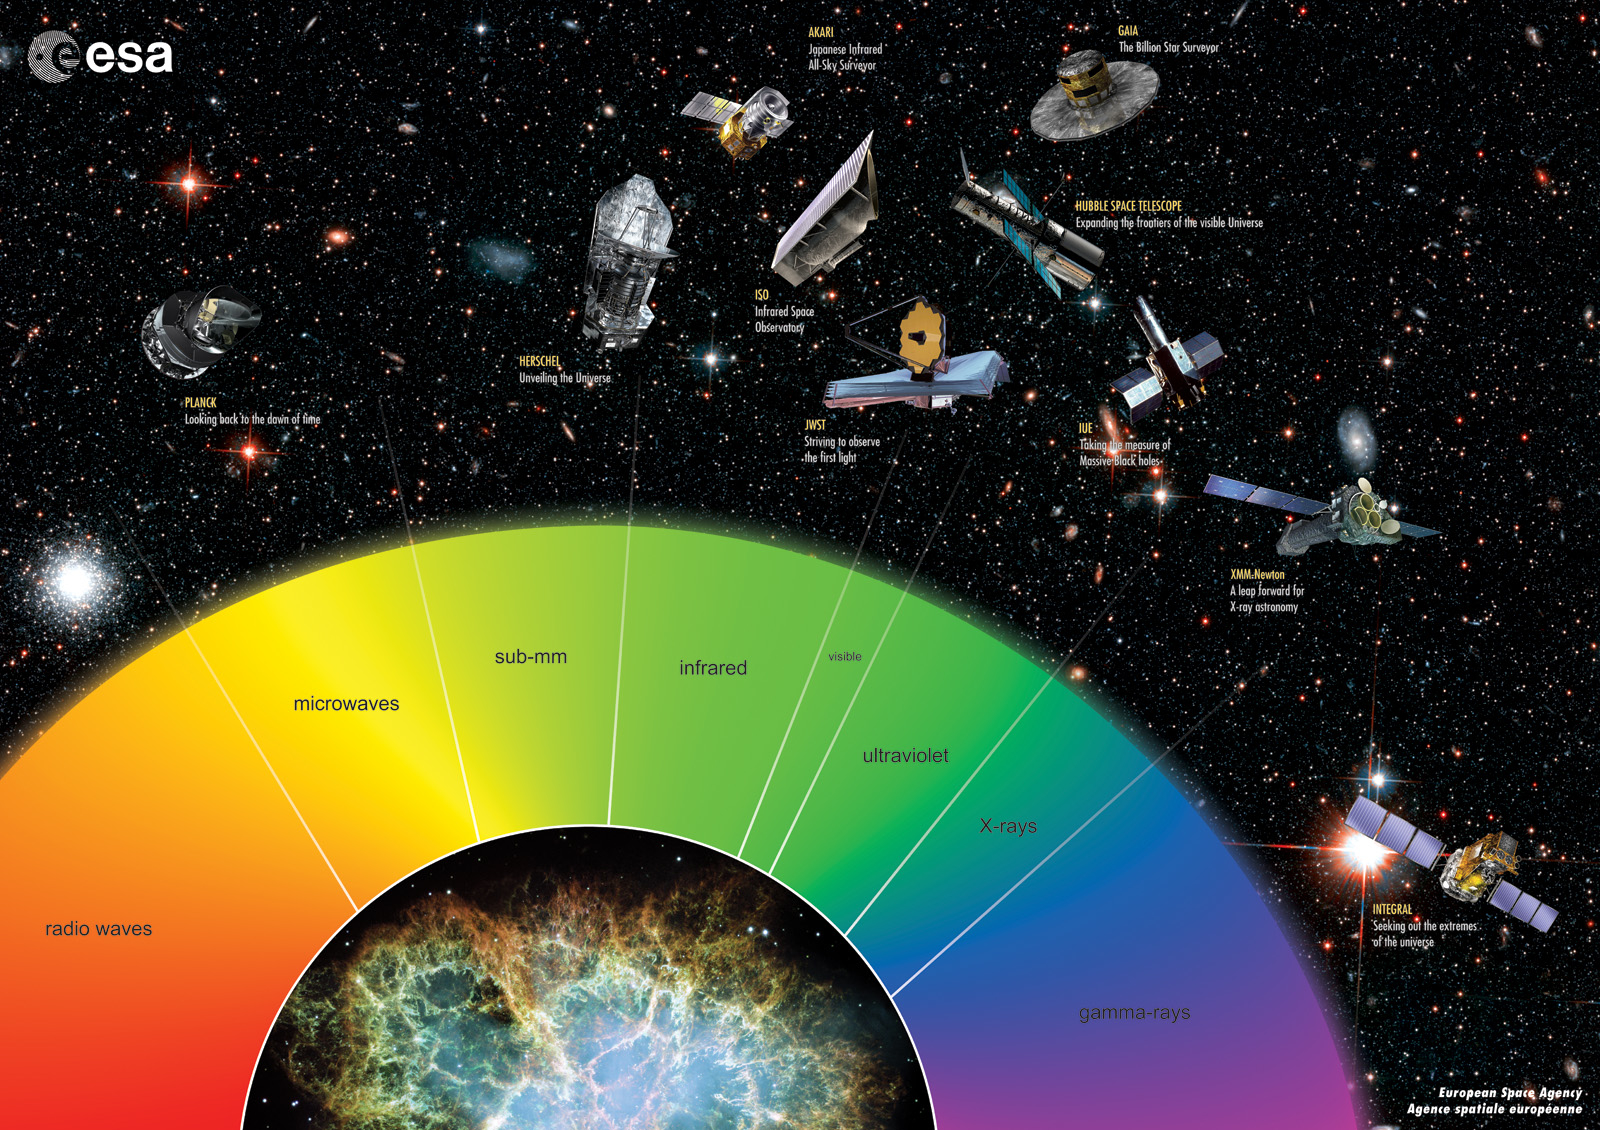 esa
AKARI
Japanese Infrared
All-Sky Surveyor
GAIA
The Billion Star Surveyor
HUBBLE SPACE TELESCOPE
Expanding the frontiers of the visible Universe
ISO
Infrared Space
Observatory
HERSCHEL
Unveiling the Universe
PLANCK
Looking back to the dawn of time
JWST
Striving to observe
the first light
IUE
Taking the measure of
Massive Black holes
XMM-Newton
A leap forward for
X-ray astronomy
INTEGRAL
Seeking out the extremes
of the universe
radio waves
microwaves
sub-mm
infrared
visible
ultraviolet
X-rays
gamma-rays
European Space Agency
Agence spatiale européenne